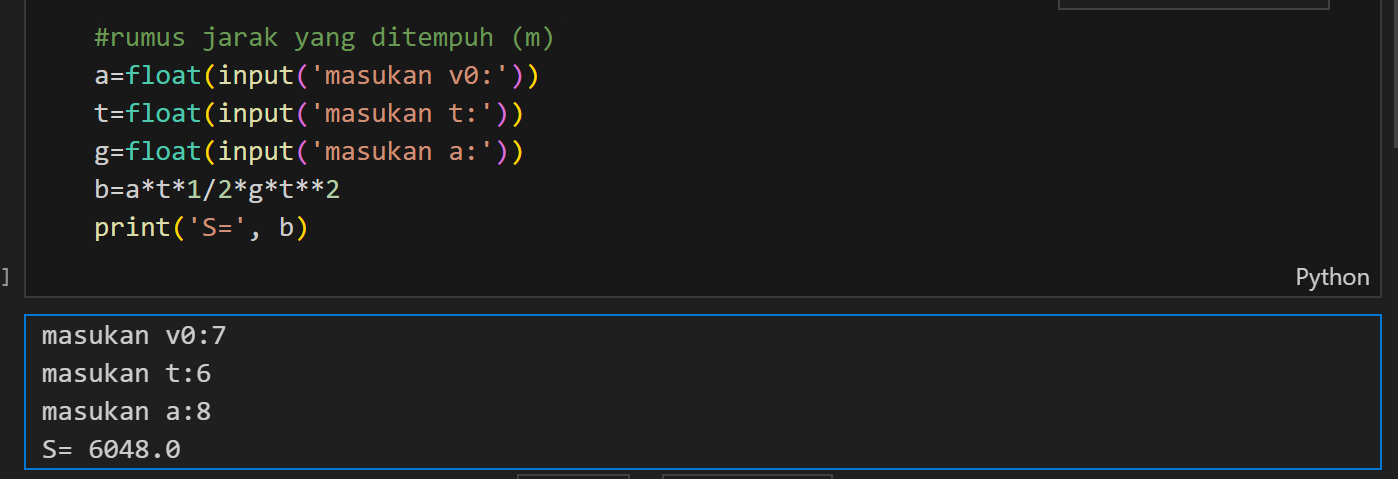 #rumus jarak yang ditempuh (m)
a=float(input('masukan v0:'))
t=float(input('masukan t:'))
g=float(input('masukan a:'))
b=a*t*1/2*g*t**2
print('S=', b)
]
Python
masukan v0:7
masukan t:6
masukan a:8
S= 6048.0